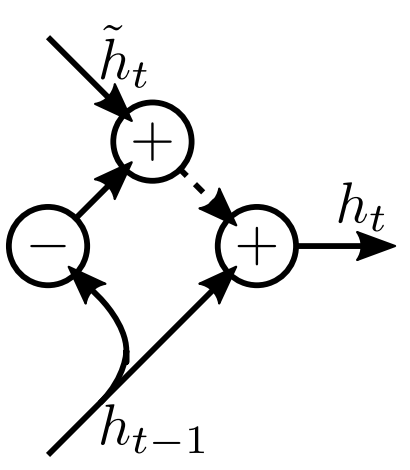 h̃_t
+
− +
h_t
h_{t−1}